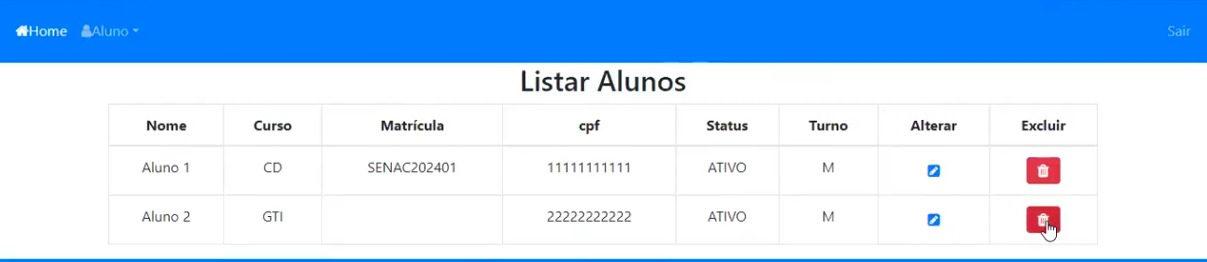 Home Aluno Sair
Listar Alunos
Nome Curso Matrícula cpf Status Turno Alterar Excluir
Aluno 1 CD SENAC202401 11111111111 ATIVO M
Aluno 2 GTI 22222222222 ATIVO M